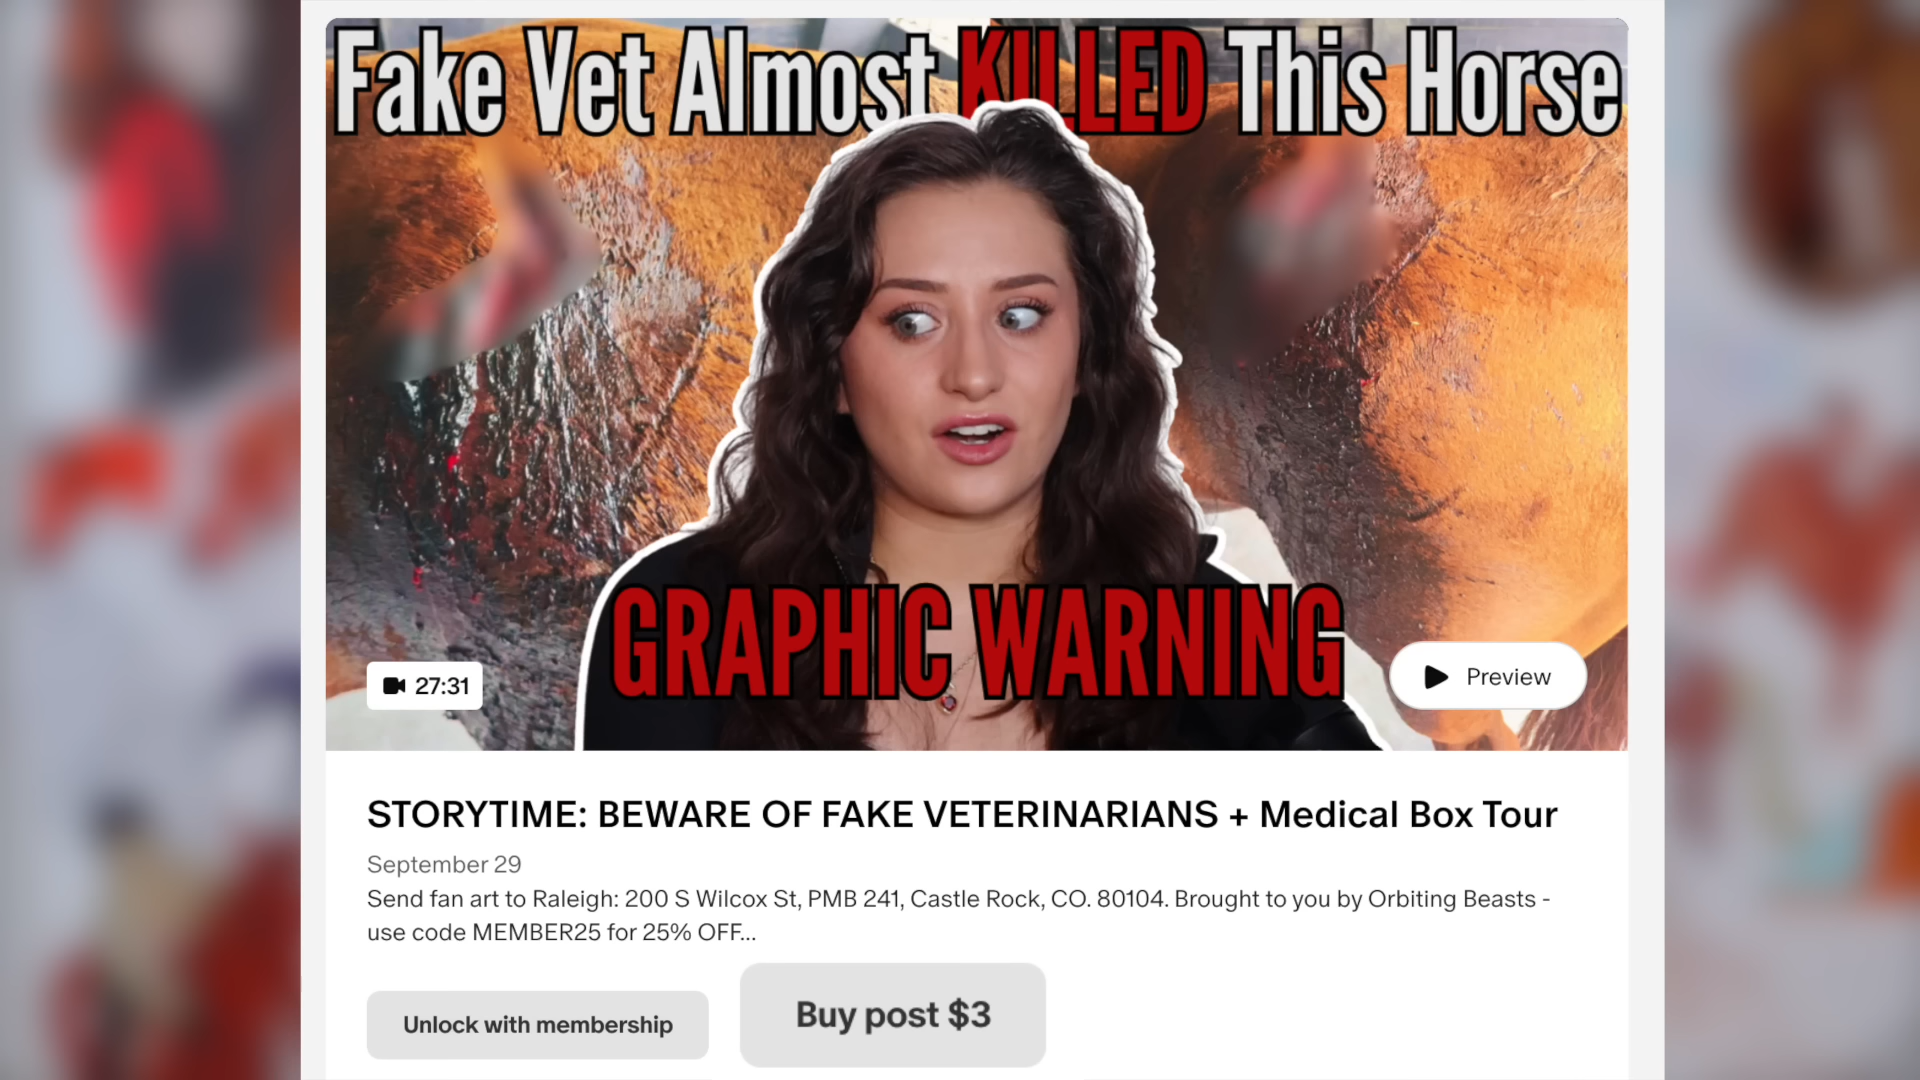 Fake Vet Almost KILLED This Horse
GRAPHIC WARNING
27:31
Preview
STORYTIME: BEWARE OF FAKE VETERINARIANS + Medical Box Tour
September 29
Send fan art to Raleigh: 200 S Wilcox St, PMB 241, Castle Rock, CO. 80104. Brought to you by Orbiting Beasts -
use code MEMBER25 for 25% OFF...
Unlock with membership
Buy post $3